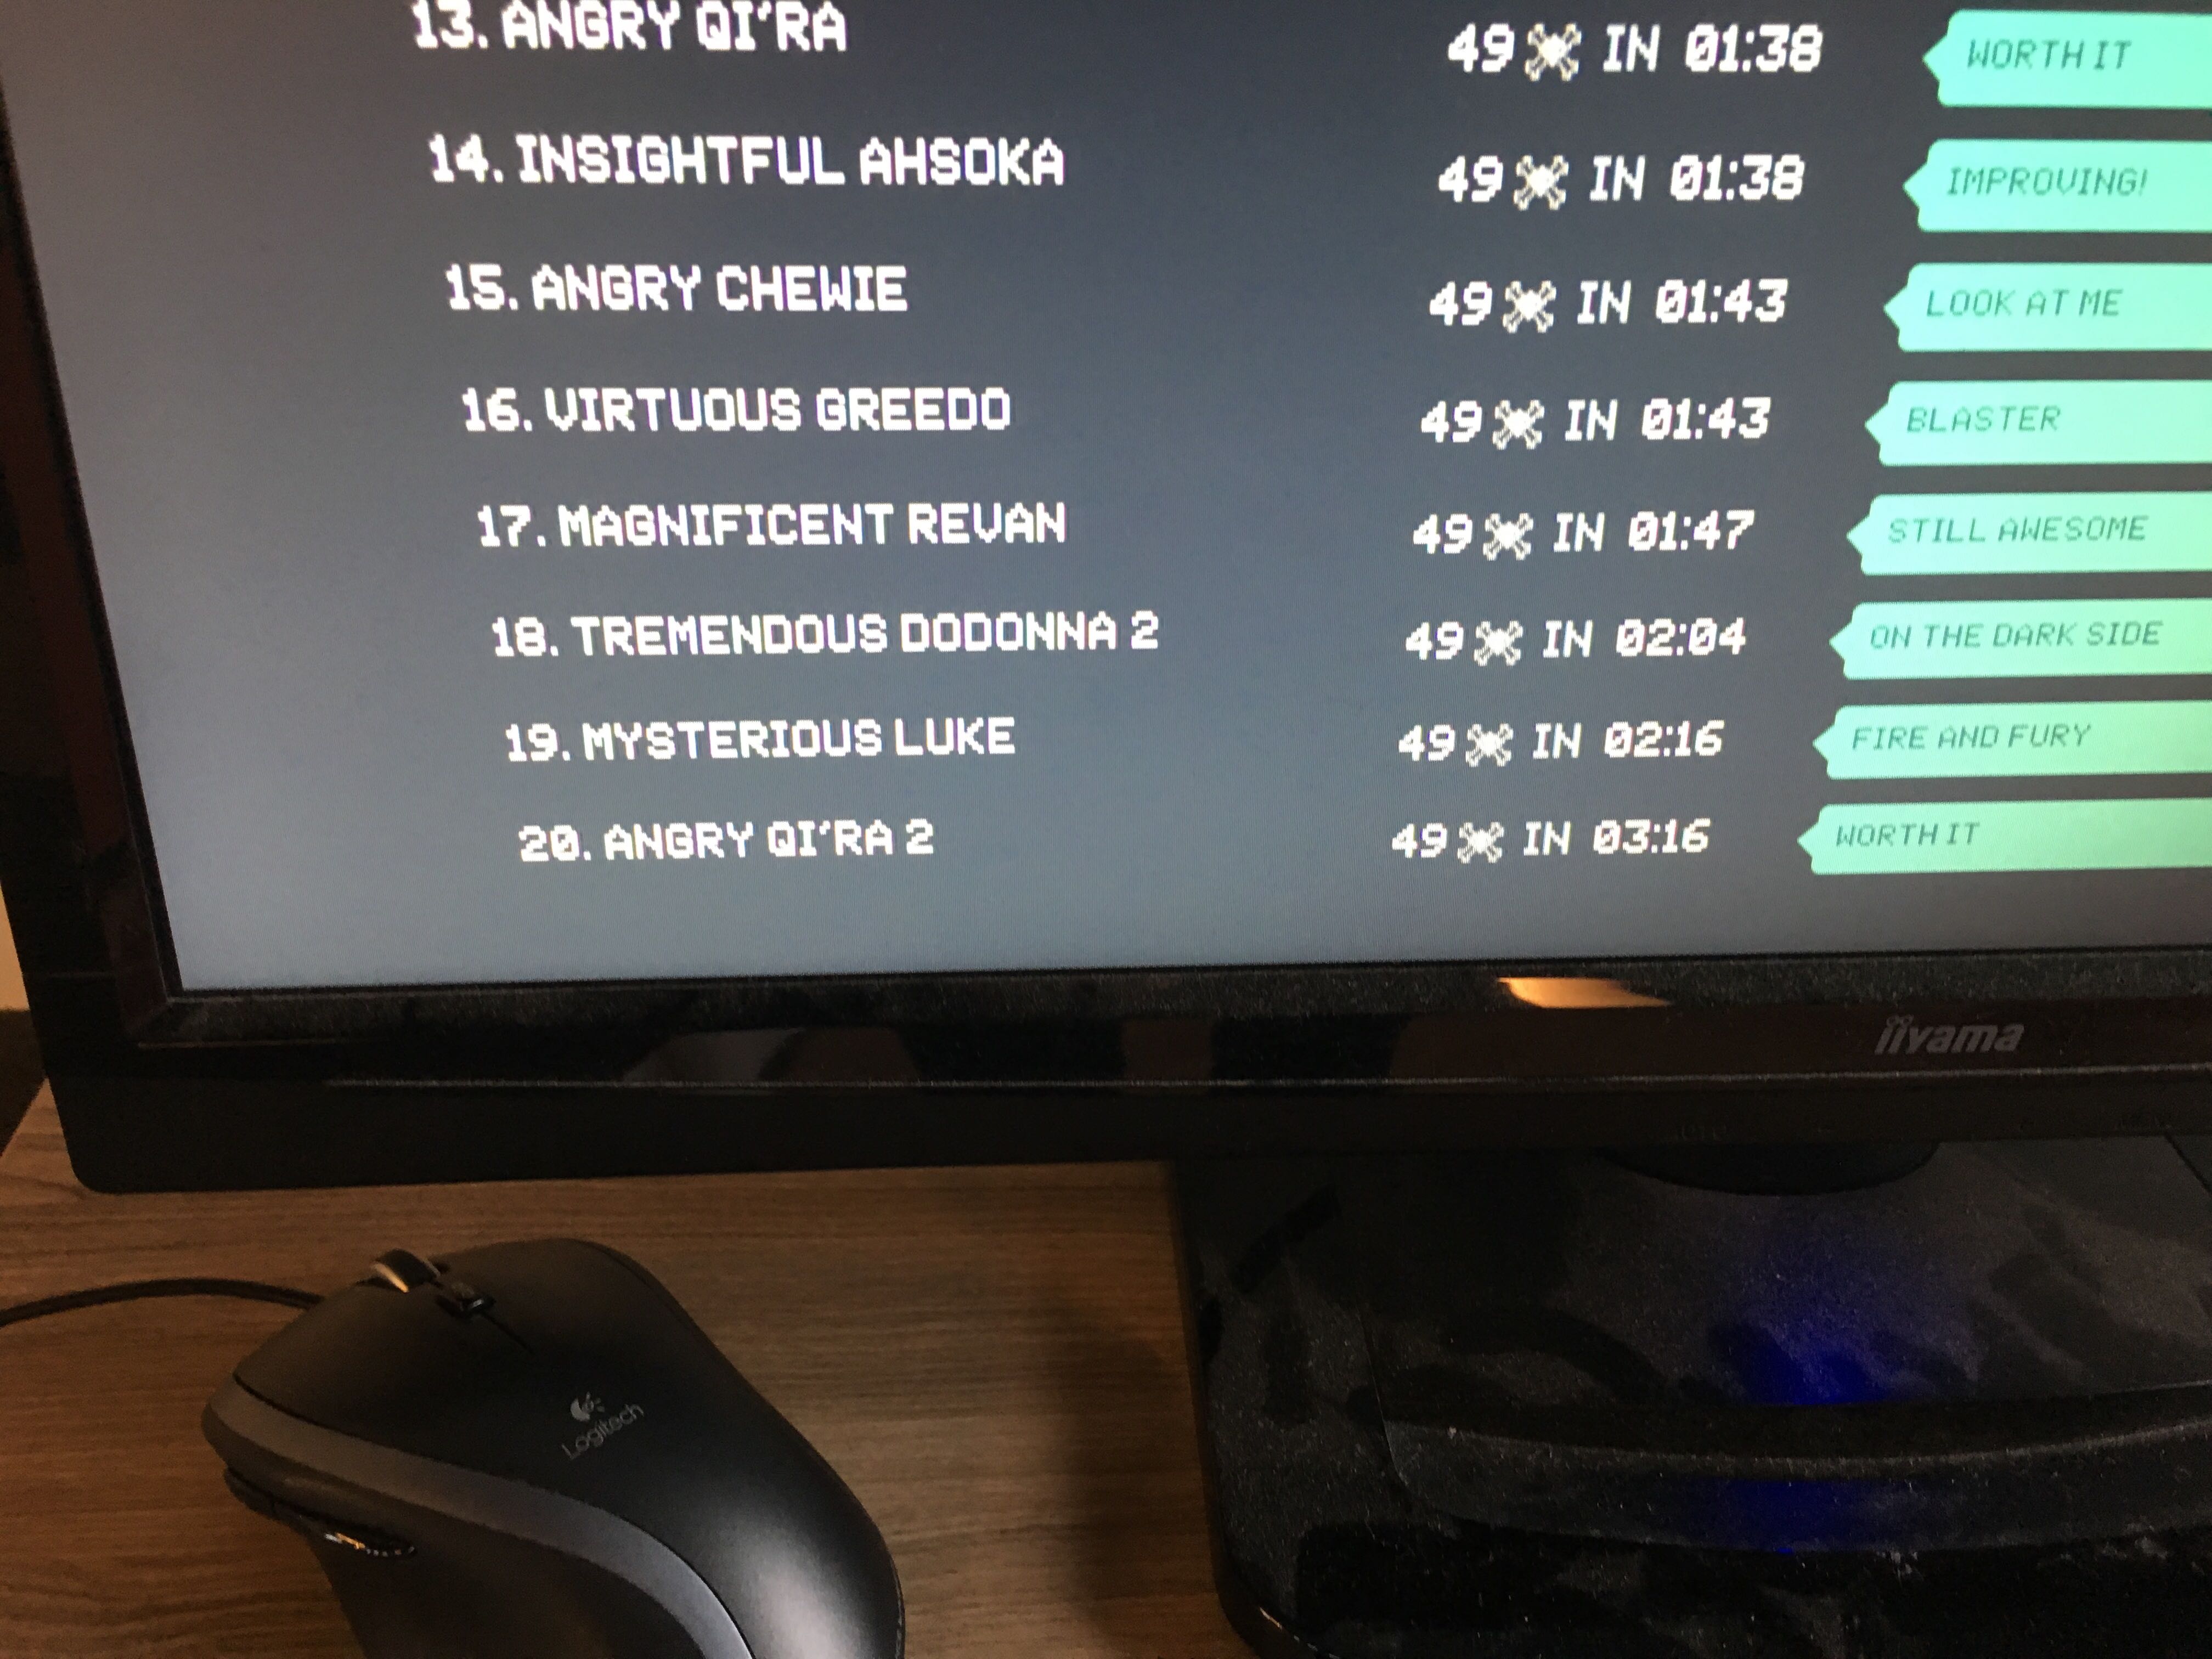 13. ANGRY QI'RA 49 IN 01:38 WORTH IT
14. INSIGHTFUL AHSOKA 49 IN 01:38 IMPROVING!
15. ANGRY CHEWIE 49 IN 01:43 LOOK AT ME
16. VIRTUOUS GREEDO 49 IN 01:43 BLASTER
17. MAGNIFICENT REVAN 49 IN 01:47 STILL AWESOME
18. TREMENDOUS DODONNA 2 49 IN 02:04 ON THE DARK SIDE
19. MYSTERIOUS LUKE 49 IN 02:16 FIRE AND FURY
20. ANGRY QI'RA 2 49 IN 03:16 WORTH IT
iiyama
Logitech